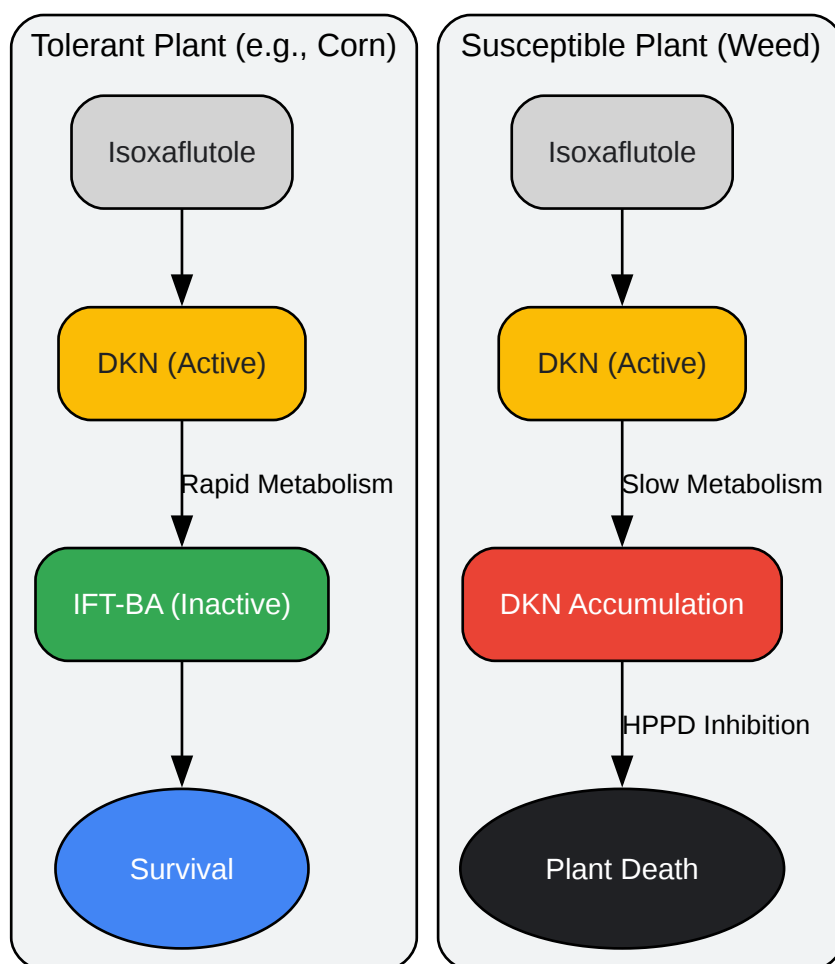 Tolerant Plant (e.g., Corn)
Isoxaflutole
DKN (Active)
Rapid Metabolism
IFT-BA (Inactive)
Survival
Susceptible Plant (Weed)
Isoxaflutole
DKN (Active)
Slow Metabolism
DKN Accumulation
HPPD Inhibition
Plant Death